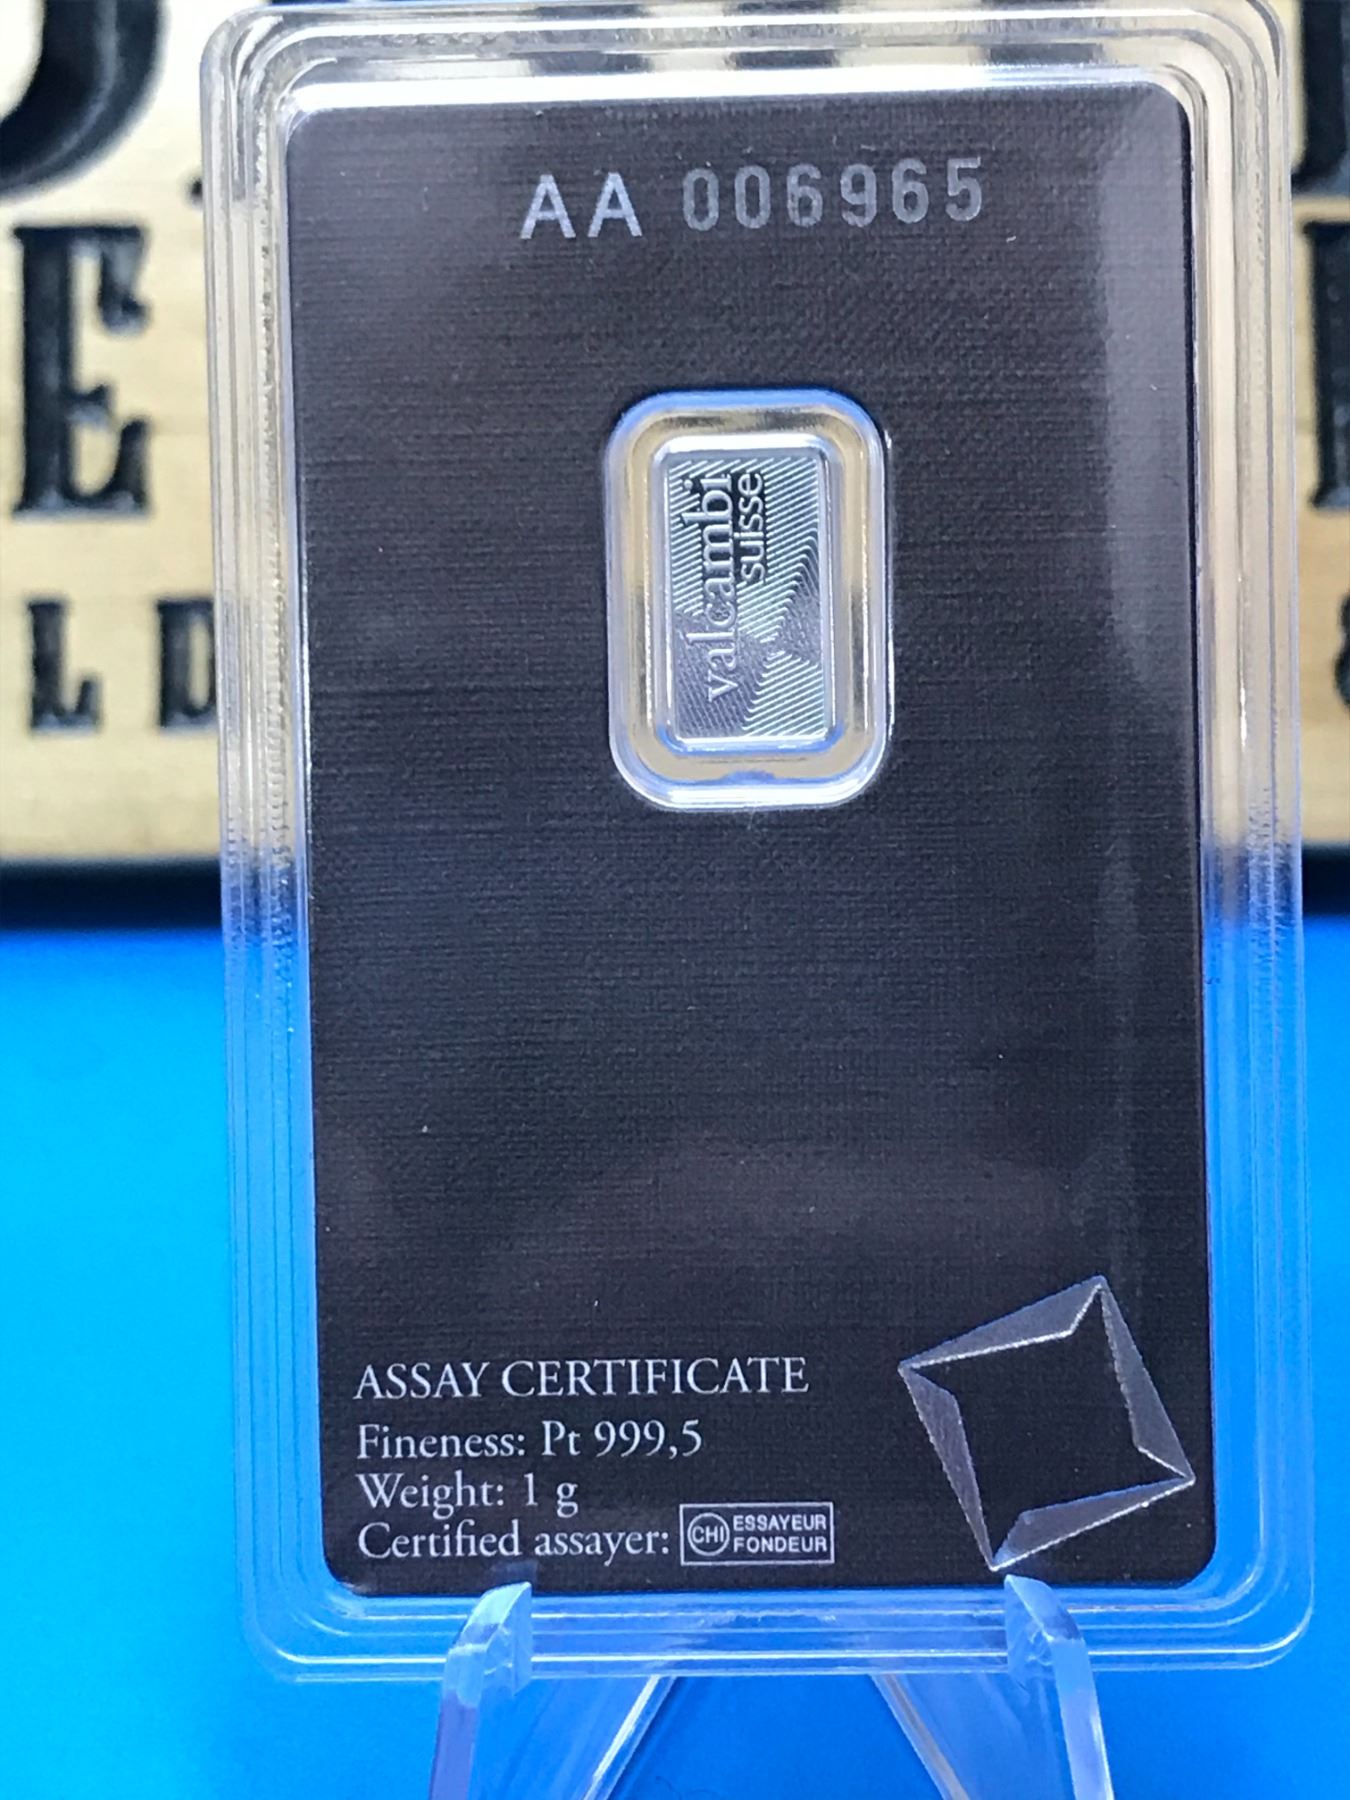 E
L D
AA 006965
valcambi
suisse
ASSAY CERTIFICATE
Fineness: Pt 999,5
Weight: 1 g
Certified assayer: CHI ESSAYEUR
FONDEUR